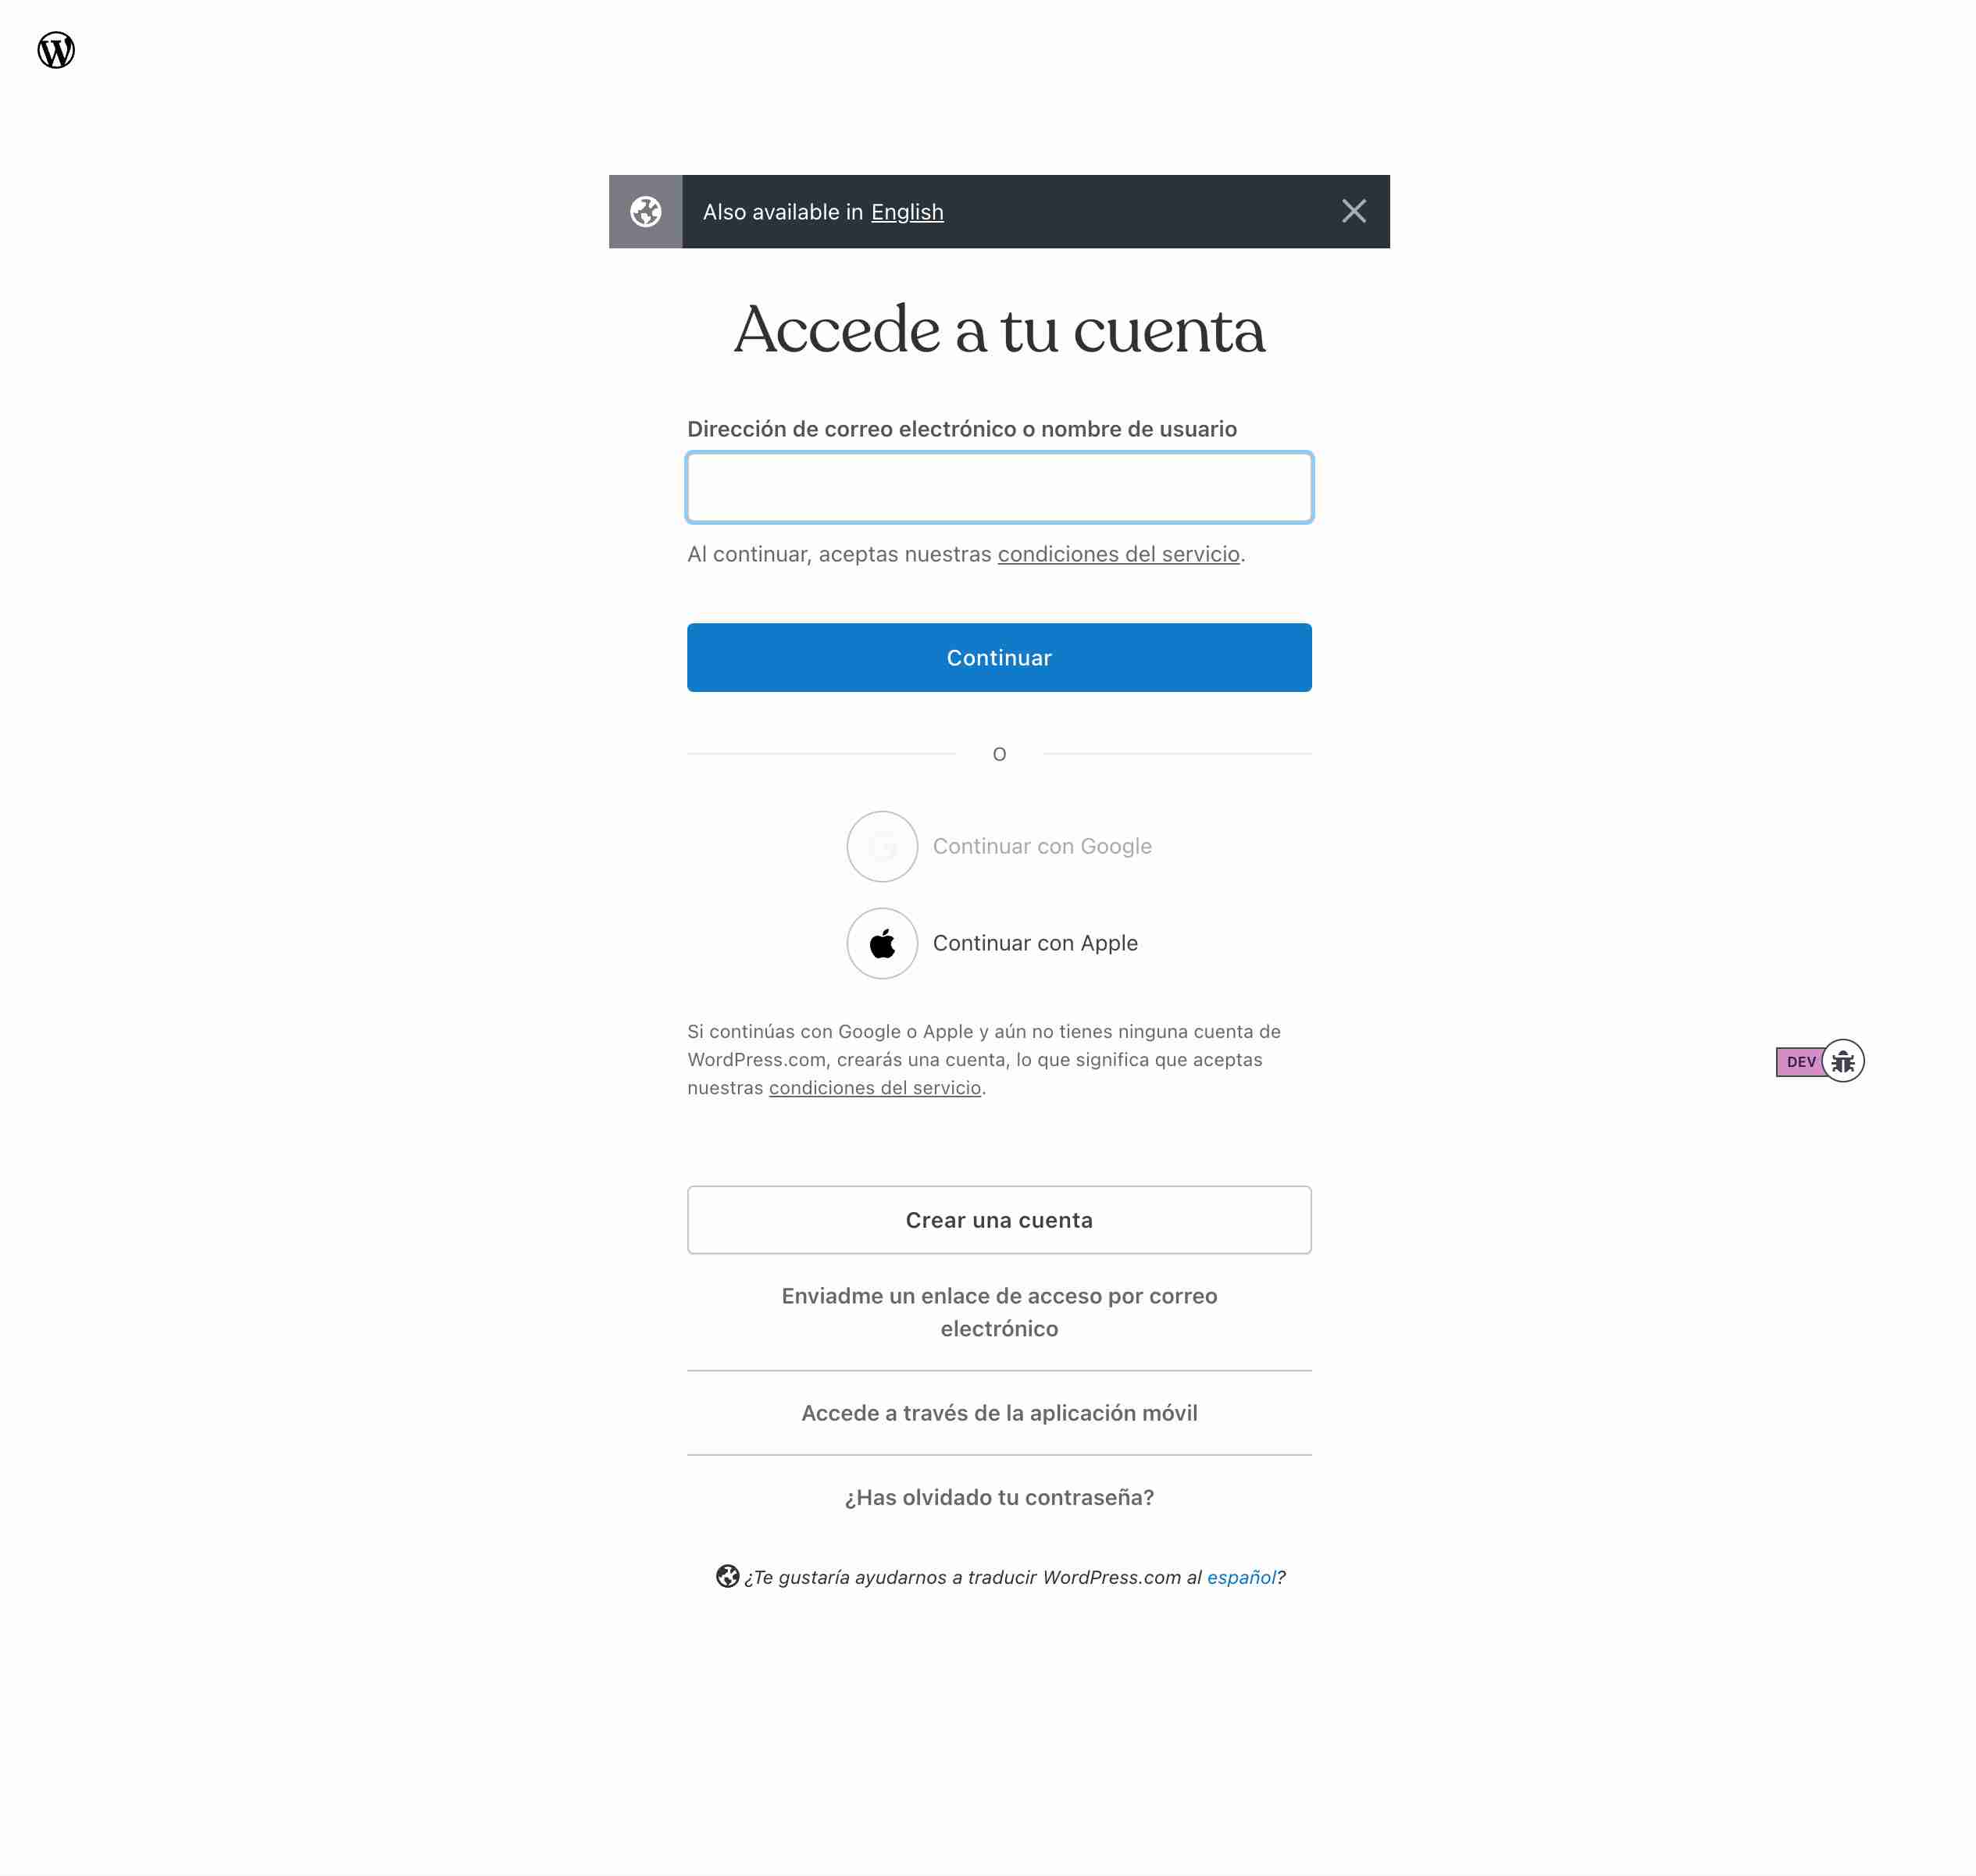 Also available in English
Accede a tu cuenta
Dirección de correo electrónico o nombre de usuario
Al continuar, aceptas nuestras condiciones del servicio.
Continuar
O
Continuar con Google
Continuar con Apple
Si continúas con Google o Apple y aún no tienes ninguna cuenta de
WordPress.com, crearás una cuenta, lo que significa que aceptas
nuestras condiciones del servicio.
DEV
Crear una cuenta
Enviadme un enlace de acceso por correo
electrónico
Accede a través de la aplicación móvil
¿Has olvidado tu contraseña?
¿Te gustaría ayudarnos a traducir WordPress.com al español?